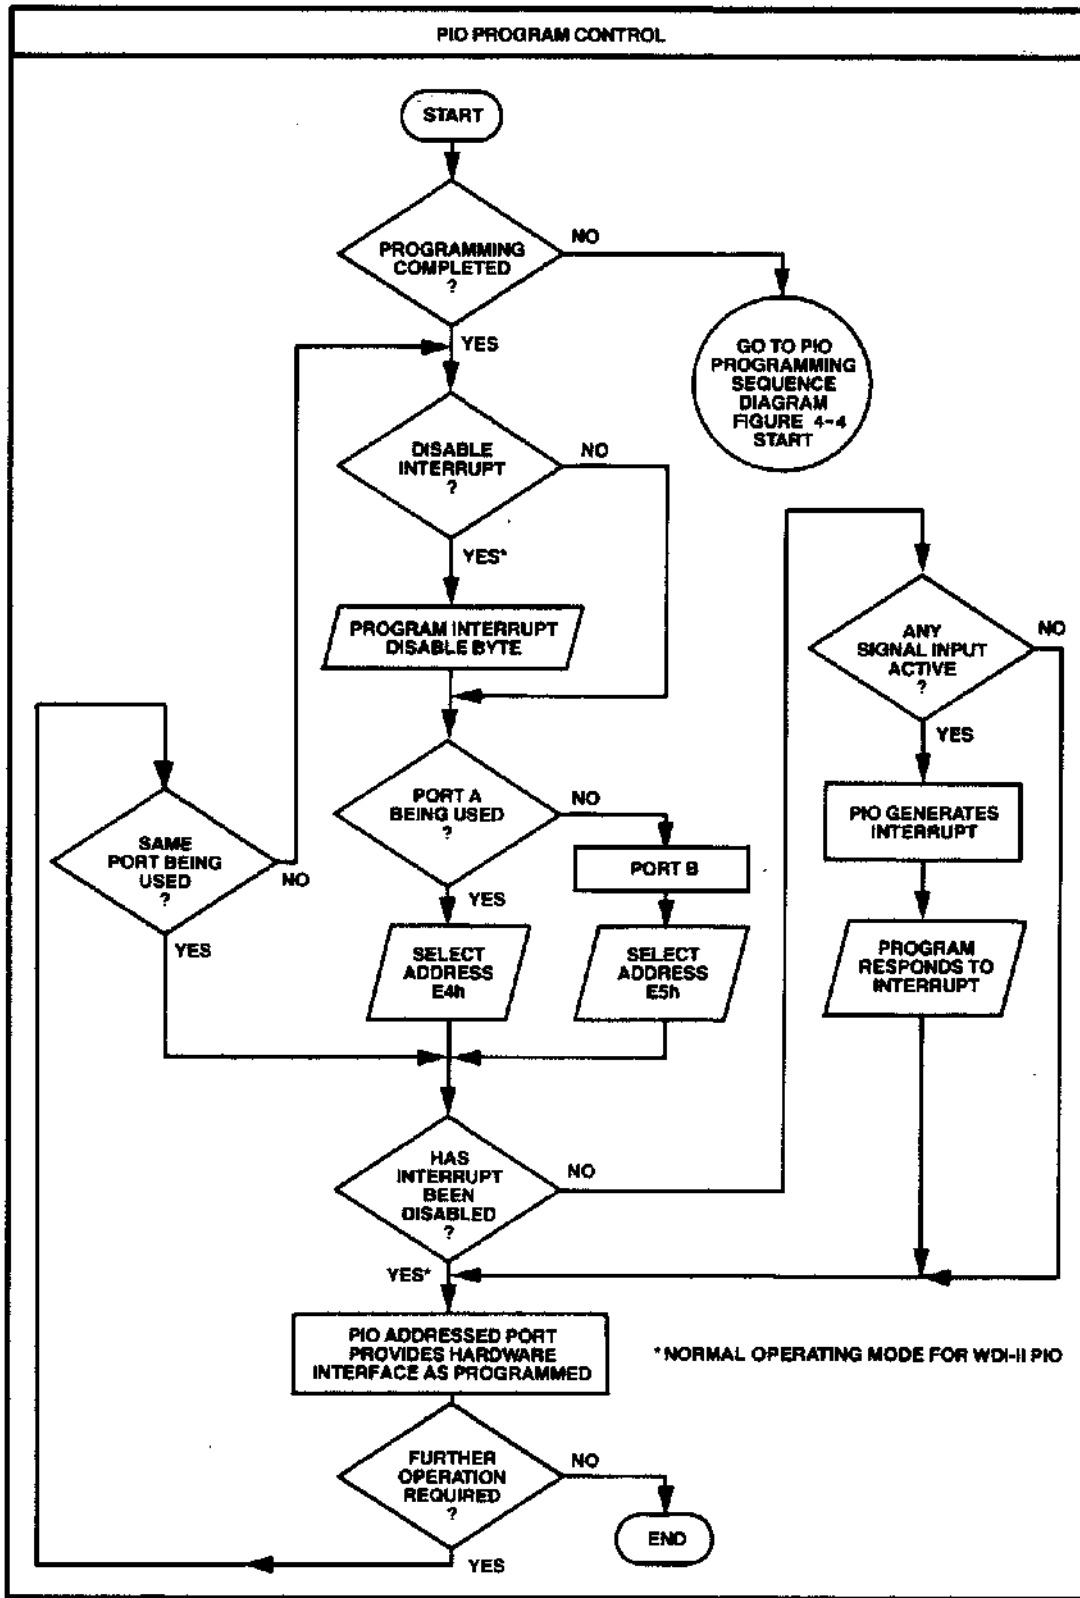 PIO PROGRAM CONTROL
START
PROGRAMMING
COMPLETED
?
NO
YES
GO TO PIO
PROGRAMMING
SEQUENCE
DIAGRAM
FIGURE 4-4
START
DISABLE
INTERRUPT
?
NO
YES*
PROGRAM INTERRUPT
DISABLE BYTE
ANY
SIGNAL INPUT
ACTIVE
?
NO
YES
PIO GENERATES
INTERRUPT
PROGRAM
RESPONDS TO
INTERRUPT
PORT A
BEING USED
?
NO
YES
PORT B
SAME
PORT BEING
USED
?
NO
YES
SELECT
ADDRESS
E4h
SELECT
ADDRESS
E5h
HAS
INTERRUPT
BEEN
DISABLED
?
NO
YES*
PIO ADDRESSED PORT
PROVIDES HARDWARE
INTERFACE AS PROGRAMMED
*NORMAL OPERATING MODE FOR WDI-II PIO
FURTHER
OPERATION
REQUIRED
?
NO
YES
END